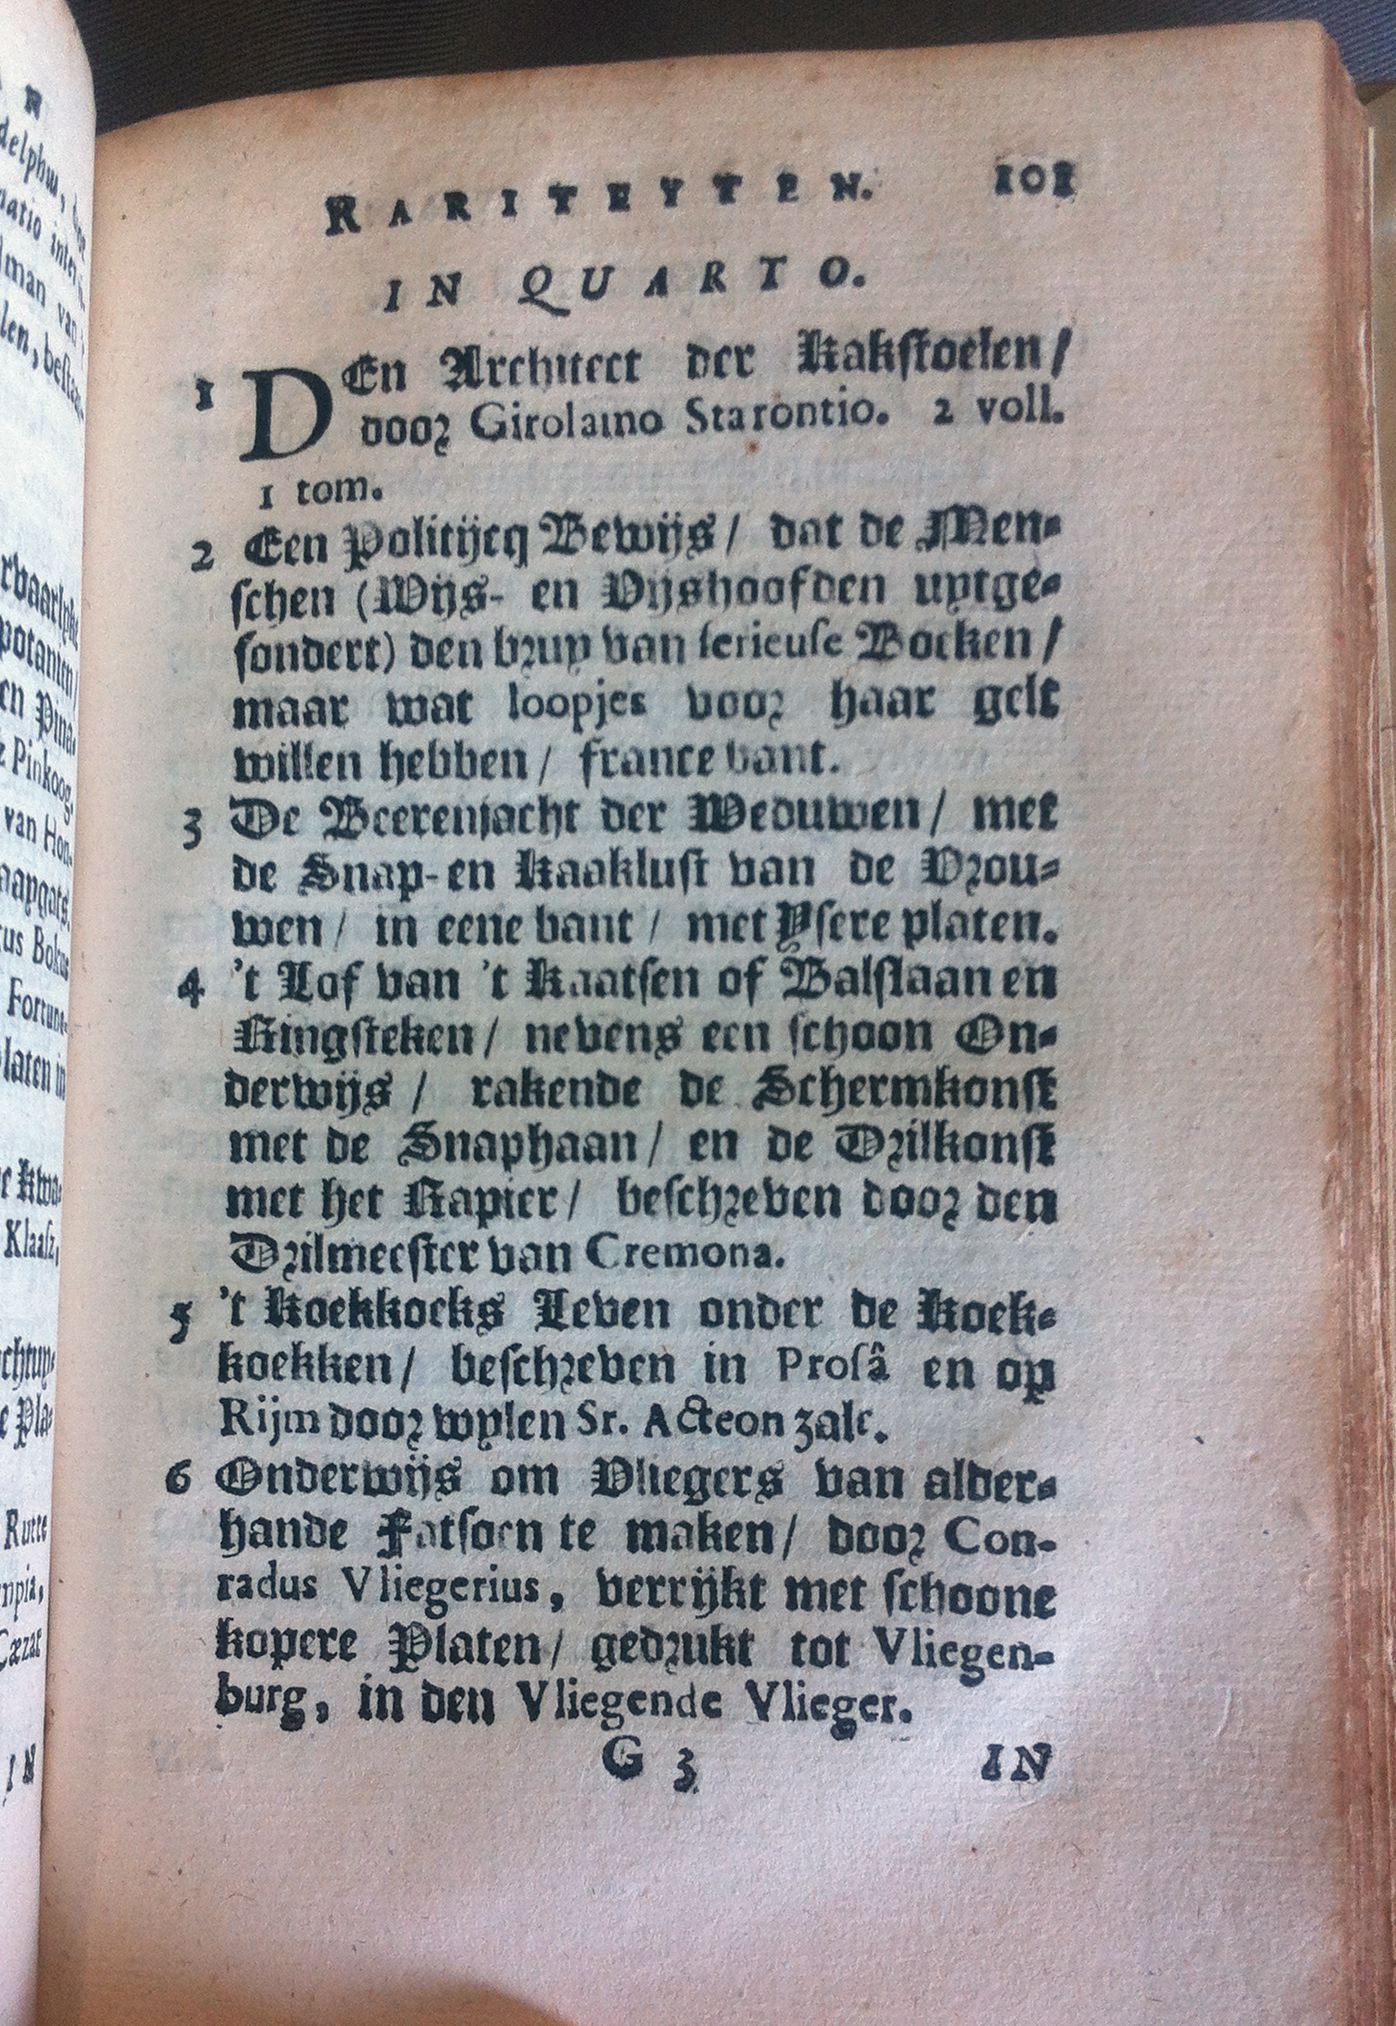 RARITEYTEN. 101
IN QUARTO.
1 DEn Architect der Kakstoelen/
door Girolamo Starontio. 2 voll.
1 tom.
2 Een Politijcq Bewijs/ dat de Men-
schen (Wijs- en Vijshoofden uytge-
sondert) den bruy van serieuse Boeken/
maar wat loopjes voor haar gelt
willen hebben/ france bant.
3 De Beerenjacht der Weduwen/ met
de Snap- en Kaaklust van de Vrou-
wen/ in eene bant/ met Ysere platen.
4 't Lof van 't Kaatsen of Balslaan en
Ringsteken/ nevens een schoon On-
derwijs/ rakende de Schermkonst
met de Snaphaan/ en de Drilkonst
met het Rapier/ beschreven door den
Drilmeester van Cremona.
5 't Koekkoeks Leven onder de Koek-
koekken/ beschreven in Prosâ en op
Rijm door wylen Sr. Acteon zalr.
6 Onderwijs om Vliegers van alder-
hande Fatsoen te maken/ door Con-
radus Vliegerius, verrijkt met schoone
kopere Platen/ gedrukt tot Vliegen-
burg, in den Vliegende Vlieger.
G 3 IN